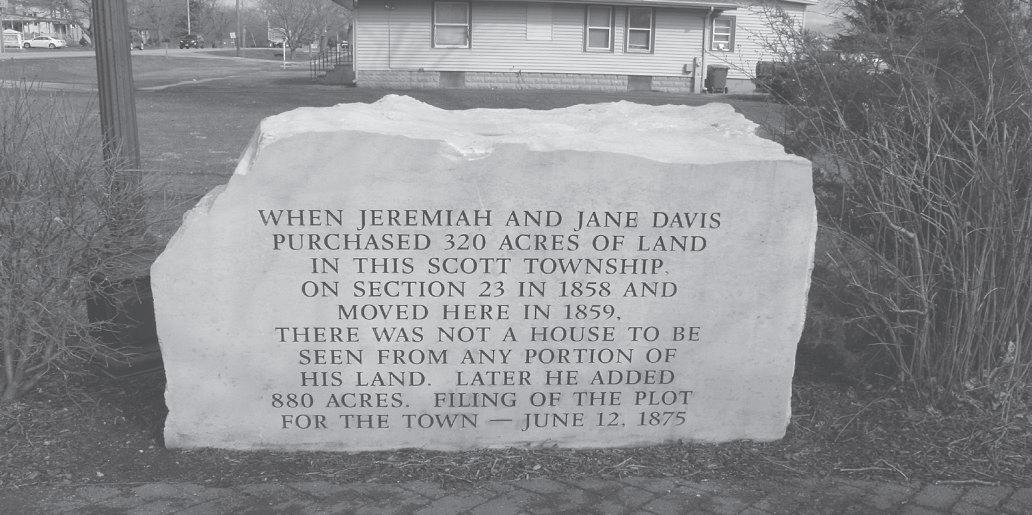 WHEN JEREMIAH AND JANE DAVIS
PURCHASED 320 ACRES OF LAND
IN THIS SCOTT TOWNSHIP,
ON SECTION 23 IN 1858 AND
MOVED HERE IN 1859,
THERE WAS NOT A HOUSE TO BE
SEEN FROM ANY PORTION OF
HIS LAND. LATER HE ADDED
880 ACRES. FILING OF THE PLOT
FOR THE TOWN — JUNE 12, 1875